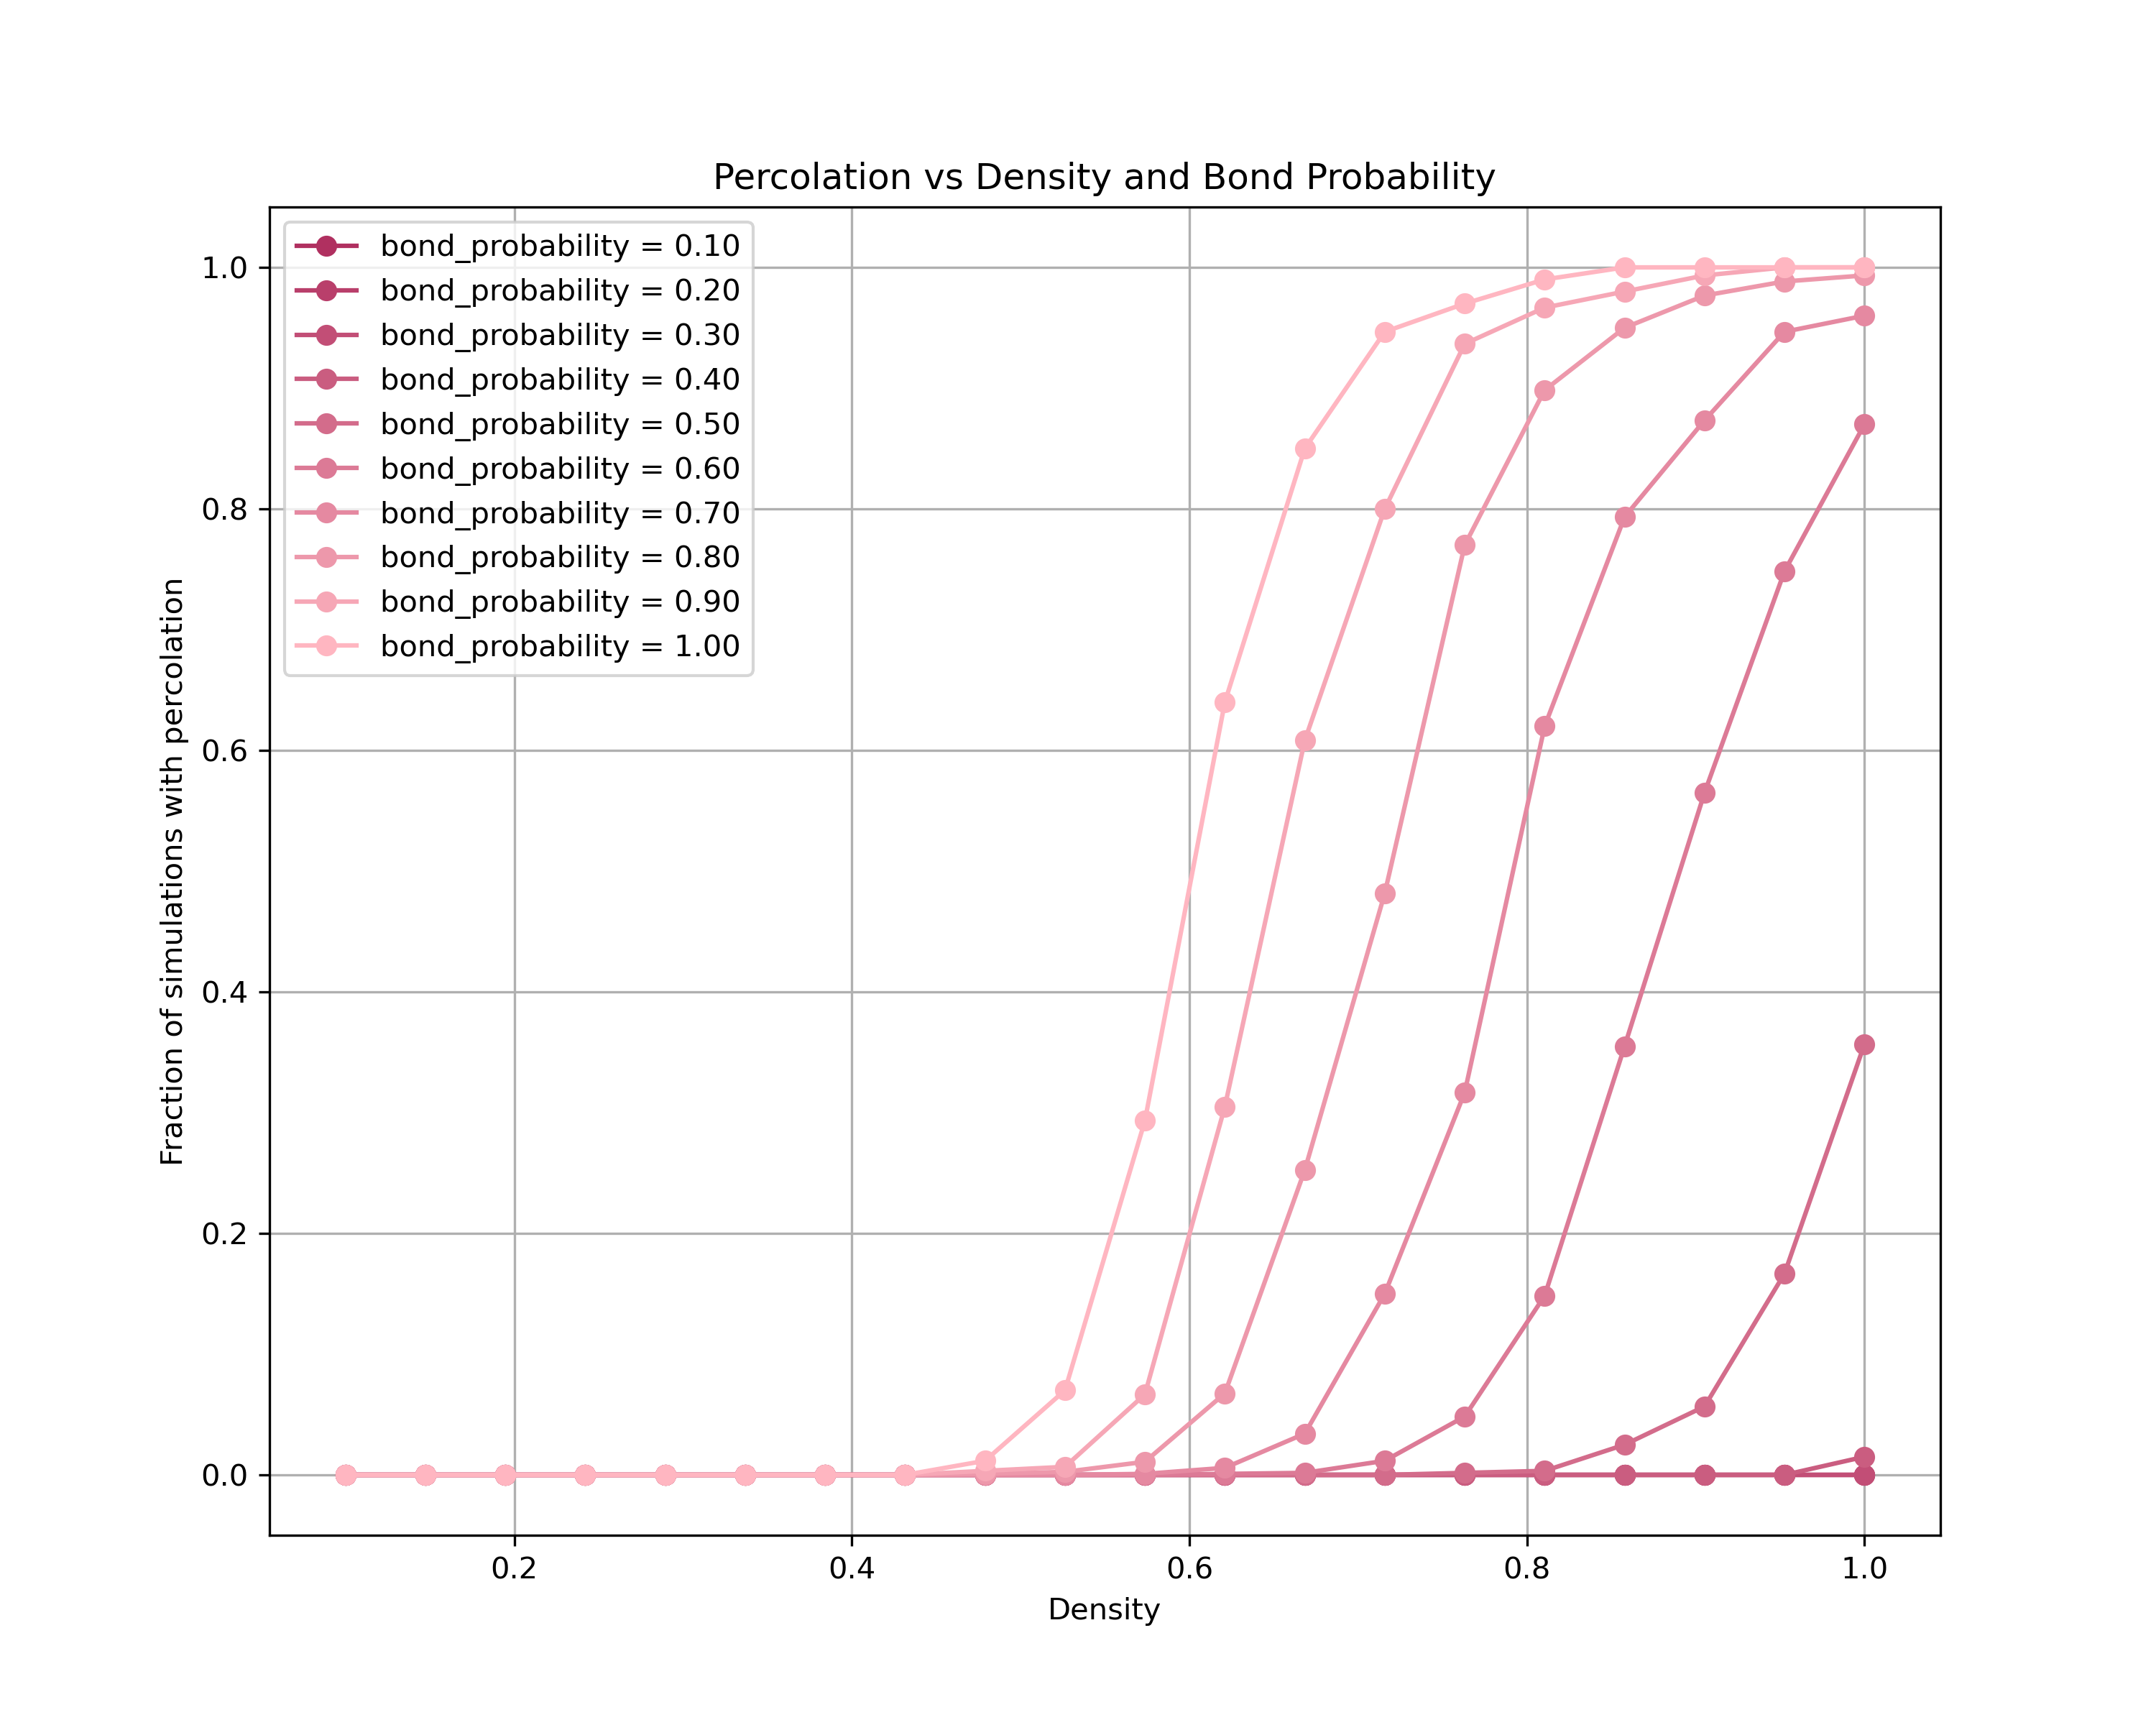 Percolation vs Density and Bond Probability
bond_probability = 0.10
bond_probability = 0.20
bond_probability = 0.30
bond_probability = 0.40
bond_probability = 0.50
bond_probability = 0.60
bond_probability = 0.70
bond_probability = 0.80
bond_probability = 0.90
bond_probability = 1.00
Fraction of simulations with percolation
1.0
0.8
0.6
0.4
0.2
0.0
0.2 0.4 0.6 0.8 1.0
Density